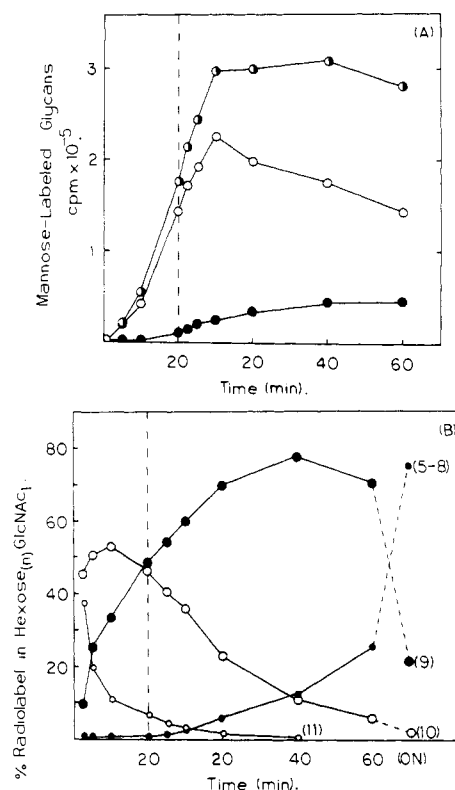 (A)
Mannose-Labeled Glycans
cpm x 10⁻⁵
3
2
1
20 20 40 60
Time (min).
(B)
% Radiolabel in Hexose(n)GlcNAc1.
80
60
40
20
(5-8)
(9)
(10)
(11)
20 20 40 60 (ON)
Time (min).